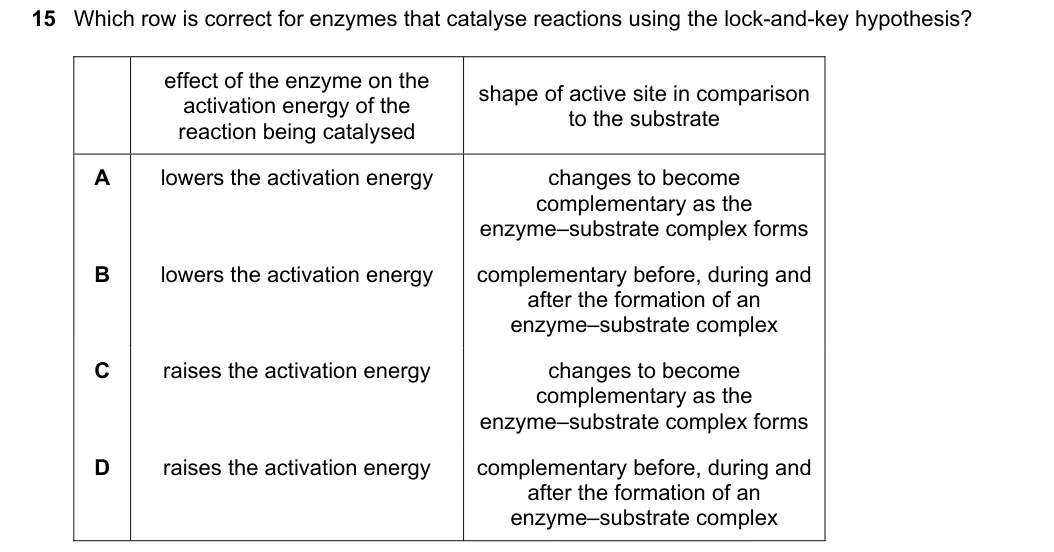 15 Which row is correct for enzymes that catalyse reactions using the lock-and-key hypothesis?
effect of the enzyme on the
activation energy of the
reaction being catalysed
shape of active site in comparison
to the substrate
A lowers the activation energy changes to become
complementary as the
enzyme–substrate complex forms
B lowers the activation energy complementary before, during and
after the formation of an
enzyme–substrate complex
C raises the activation energy changes to become
complementary as the
enzyme–substrate complex forms
D raises the activation energy complementary before, during and
after the formation of an
enzyme–substrate complex